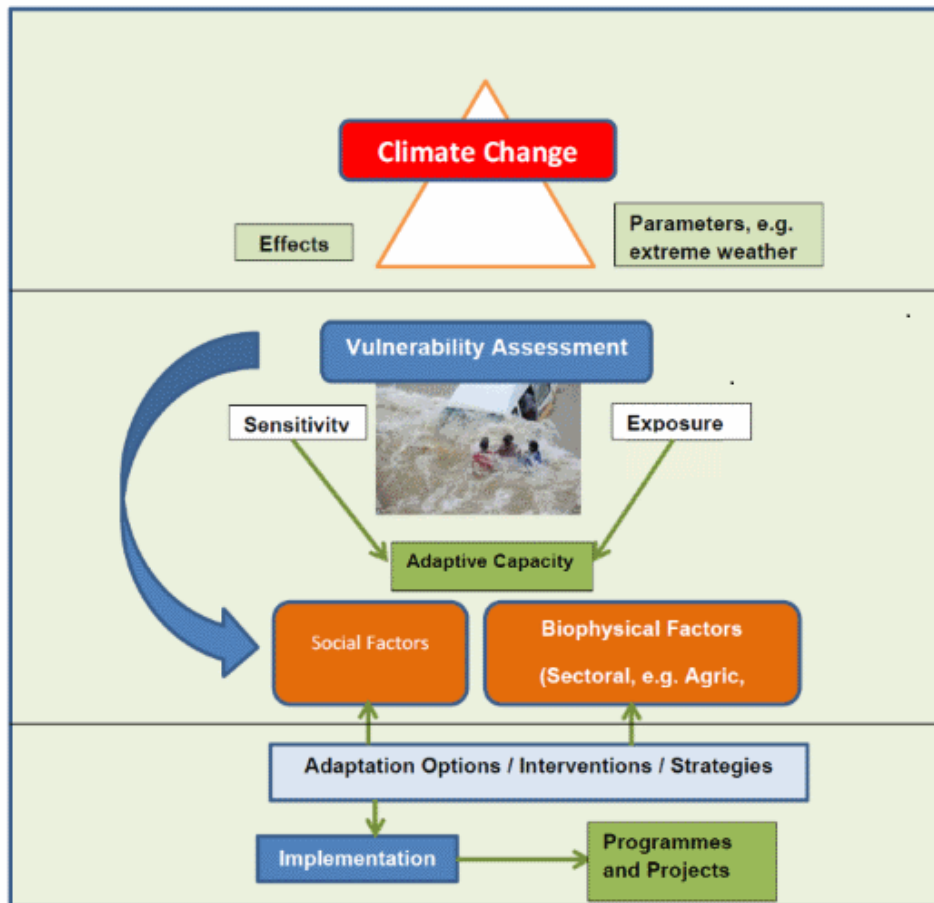 Climate Change
Effects
Parameters, e.g.
extreme weather
Vulnerability Assessment
Sensitivity
Exposure
Adaptive Capacity
Social Factors
Biophysical Factors
(Sectoral, e.g. Agric,
Adaptation Options / Interventions / Strategies
Implementation
Programmes
and Projects